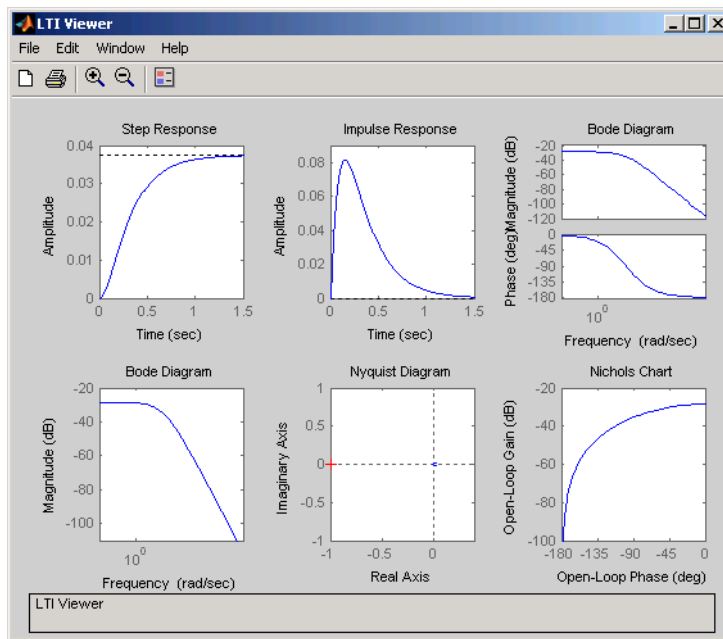 LTI Viewer
File Edit Window Help
Step Response
0.04
0.03
0.02
0.01
0
Amplitude
0 0.5 1 1.5
Time (sec)
Impulse Response
0.08
0.06
0.04
0.02
0
Amplitude
0 0.5 1 1.5
Time (sec)
Bode Diagram
-20
-40
-60
-80
-100
-120
Magnitude (dB)
0
-45
-90
-135
-180
Phase (deg)
10^0
Frequency (rad/sec)
Bode Diagram
-20
-40
-60
-80
-100
Magnitude (dB)
10^0
Frequency (rad/sec)
Nyquist Diagram
1
0.5
0
-0.5
-1
Imaginary Axis
-1 -0.5 0
Real Axis
Nichols Chart
-20
-40
-60
-80
-100
Open-Loop Gain (dB)
-180 -135 -90 -45 0
Open-Loop Phase (deg)
LTI Viewer